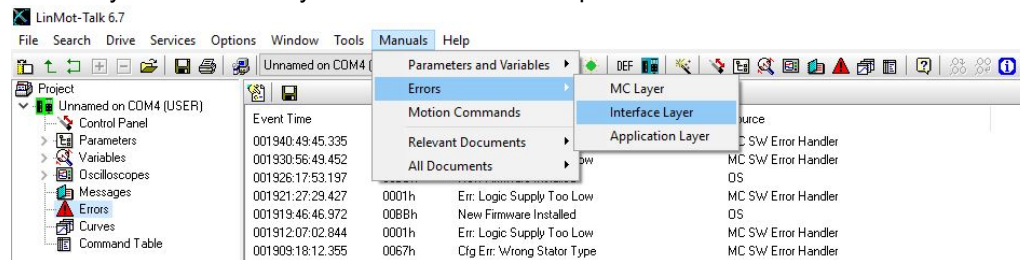 LinMot-Talk 6.7
File Search Drive Services Options Window Tools Manuals Help
Unnamed on COM4 ( Parameters and Variables DEF
Project Errors MC Layer
Unnamed on COM4 (USER) Event Time Motion Commands Interface Layer ource
Control Panel Relevant Documents Application Layer
Parameters 001940:49:45.335 MC SW Error Handler
Variables 001930:56:49.452 All Documents ow MC SW Error Handler
Oscilloscopes 001926:17:53.197 OS
Messages 001921:27:29.427 0001h Err: Logic Supply Too Low MC SW Error Handler
Errors 001919:46:46.972 00BBh New Firmware Installed OS
Curves 001912:07:02.844 0001h Err: Logic Supply Too Low MC SW Error Handler
Command Table 001909:18:12.355 0067h Cfg Err: Wrong Stator Type MC SW Error Handler